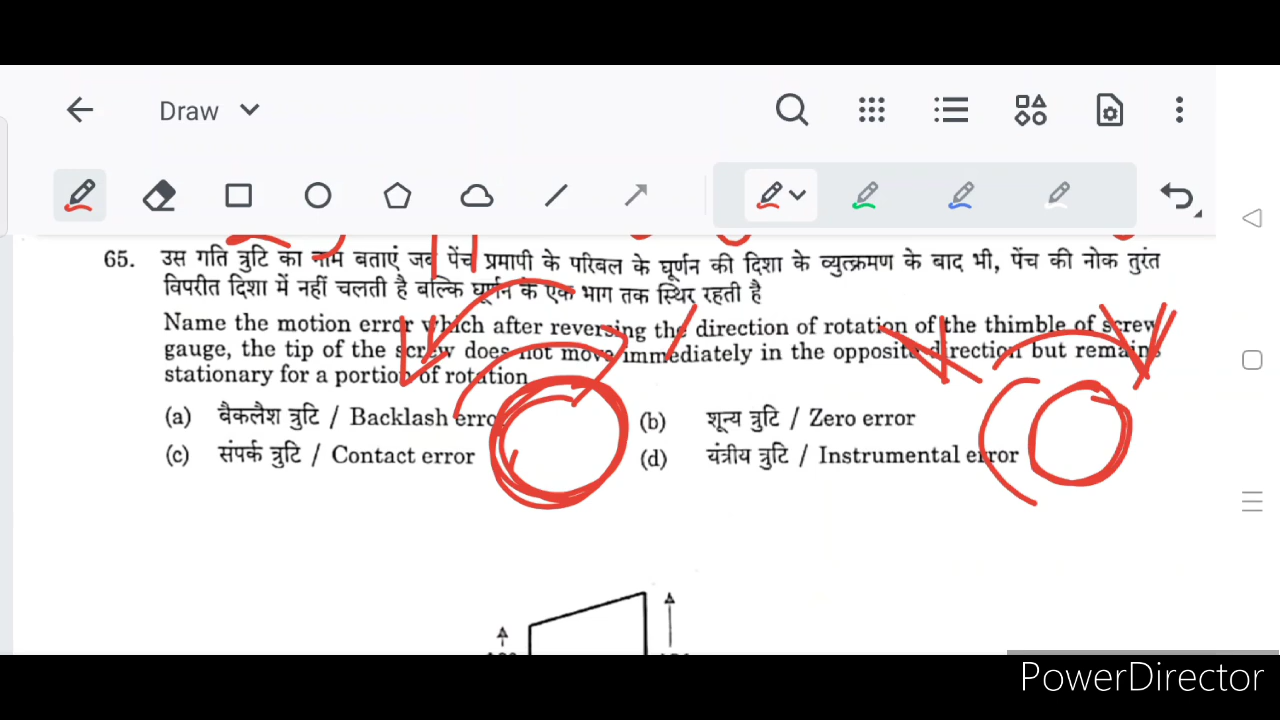 Draw
65. उस गति त्रुटि का नाम बताएं जब पेंच प्रमापी के परिबल के घूर्णन की दिशा के व्युत्क्रमण के बाद भी, पेंच की नोक तुरंत
विपरीत दिशा में नहीं चलती है बल्कि घूर्णन के एक भाग तक स्थिर रहती है
Name the motion error which after reversing the direction of rotation of the thimble of screw
gauge, the tip of the screw does not move immediately in the opposite direction but remains
stationary for a portion of rotation
(a) बैकलैश त्रुटि / Backlash error (b) शून्य त्रुटि / Zero error
(c) संपर्क त्रुटि / Contact error (d) यंत्रीय त्रुटि / Instrumental error
PowerDirector